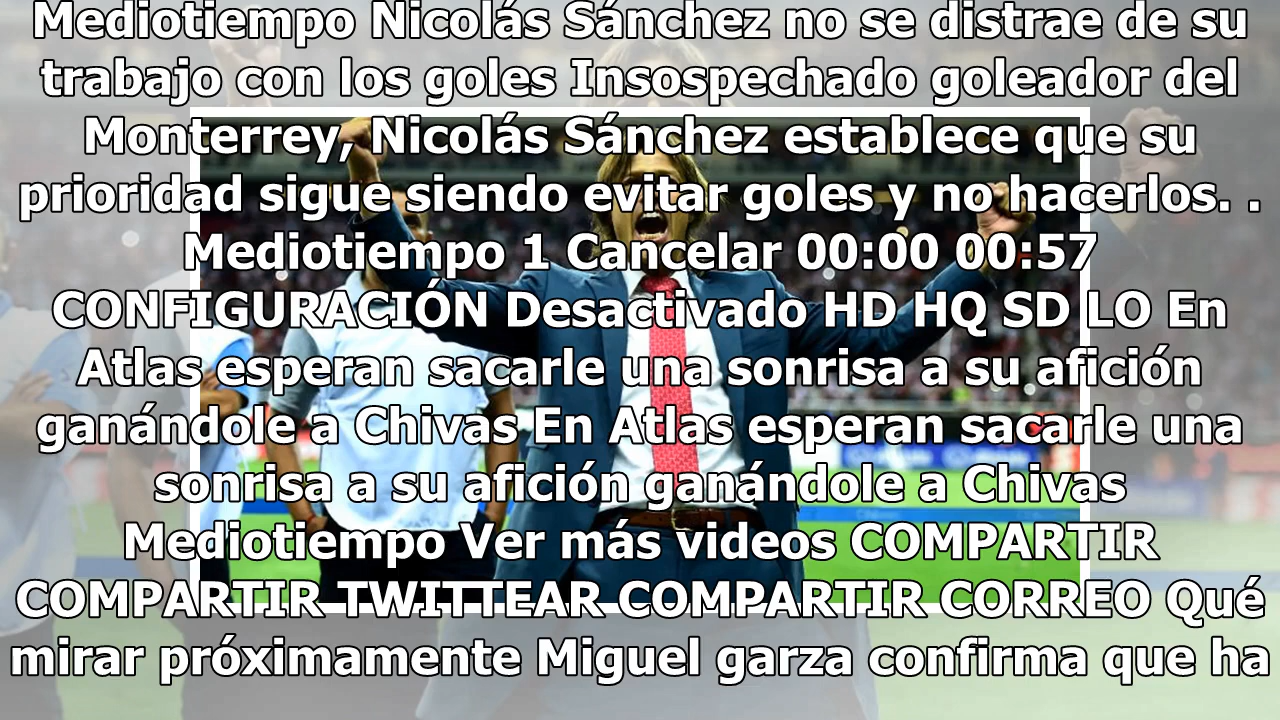 Mediotiempo Nicolás Sánchez no se distrae de su
trabajo con los goles Insospechado goleador del
Monterrey, Nicolás Sánchez establece que su
prioridad sigue siendo evitar goles y no hacerlos. .
Mediotiempo 1 Cancelar 00:00 00:57
CONFIGURACIÓN Desactivado HD HQ SD LO En
Atlas esperan sacarle una sonrisa a su afición
ganándole a Chivas En Atlas esperan sacarle una
sonrisa a su afición ganándole a Chivas
Mediotiempo Ver más videos COMPARTIR
COMPARTIR TWITTEAR COMPARTIR CORREO Qué
mirar próximamente Miguel garza confirma que ha